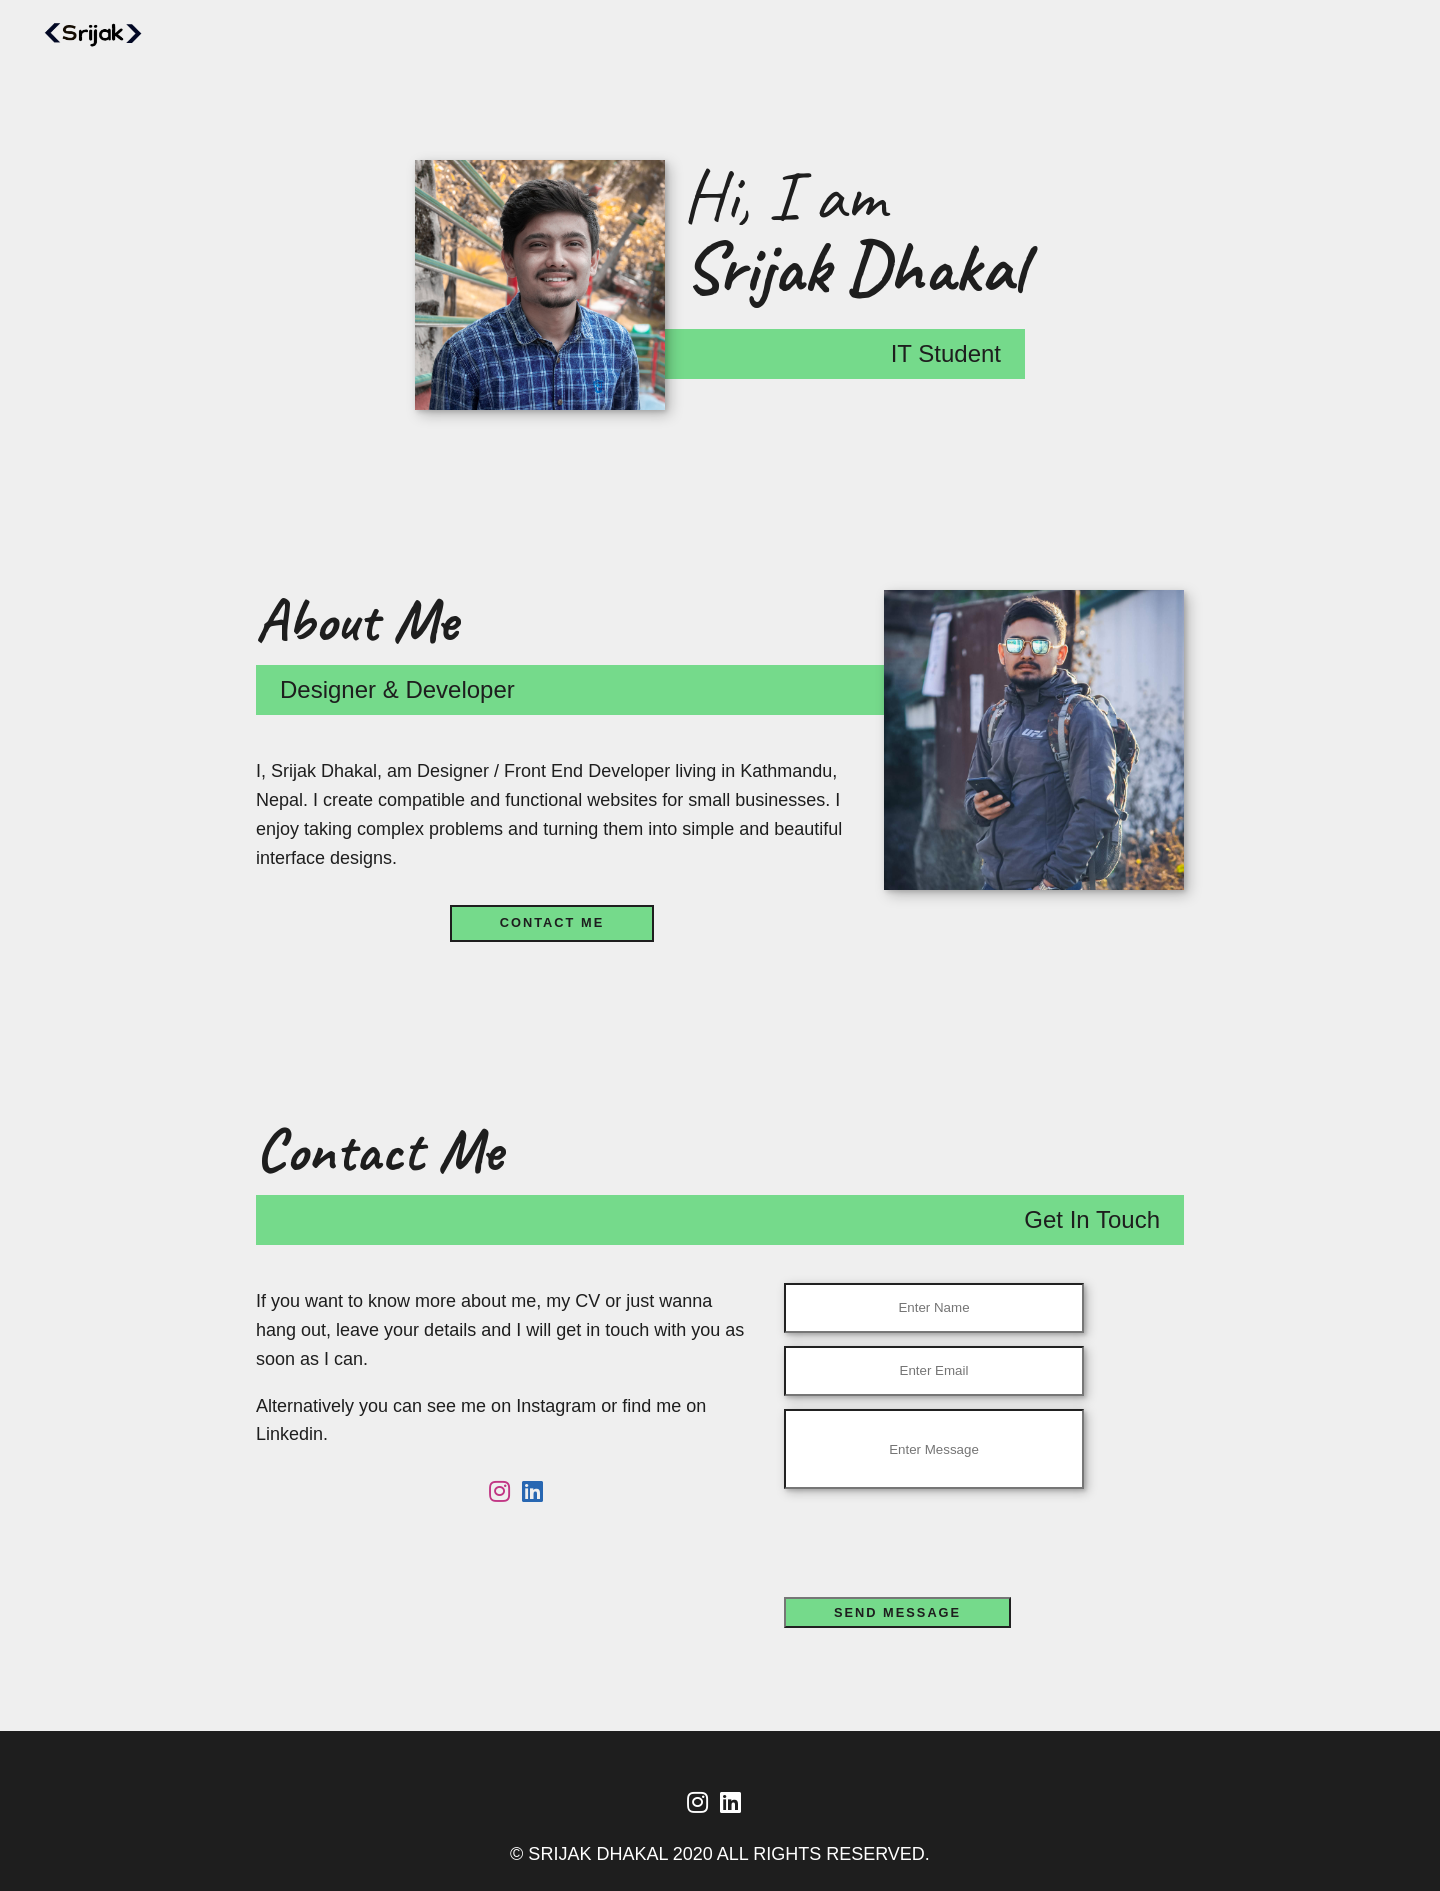 <Srijak>
Hi, I am
Srijak Dhakal
IT Student
About Me
Designer & Developer
I, Srijak Dhakal, am Designer / Front End Developer living in Kathmandu,
Nepal. I create compatible and functional websites for small businesses. I
enjoy taking complex problems and turning them into simple and beautiful
interface designs.
UFC
CONTACT ME
Contact Me
Get In Touch
If you want to know more about me, my CV or just wanna
hang out, leave your details and I will get in touch with you as
soon as I can.
Alternatively you can see me on Instagram or find me on
Linkedin.
Enter Name
Enter Email
Enter Message
SEND MESSAGE
© SRIJAK DHAKAL 2020 ALL RIGHTS RESERVED.